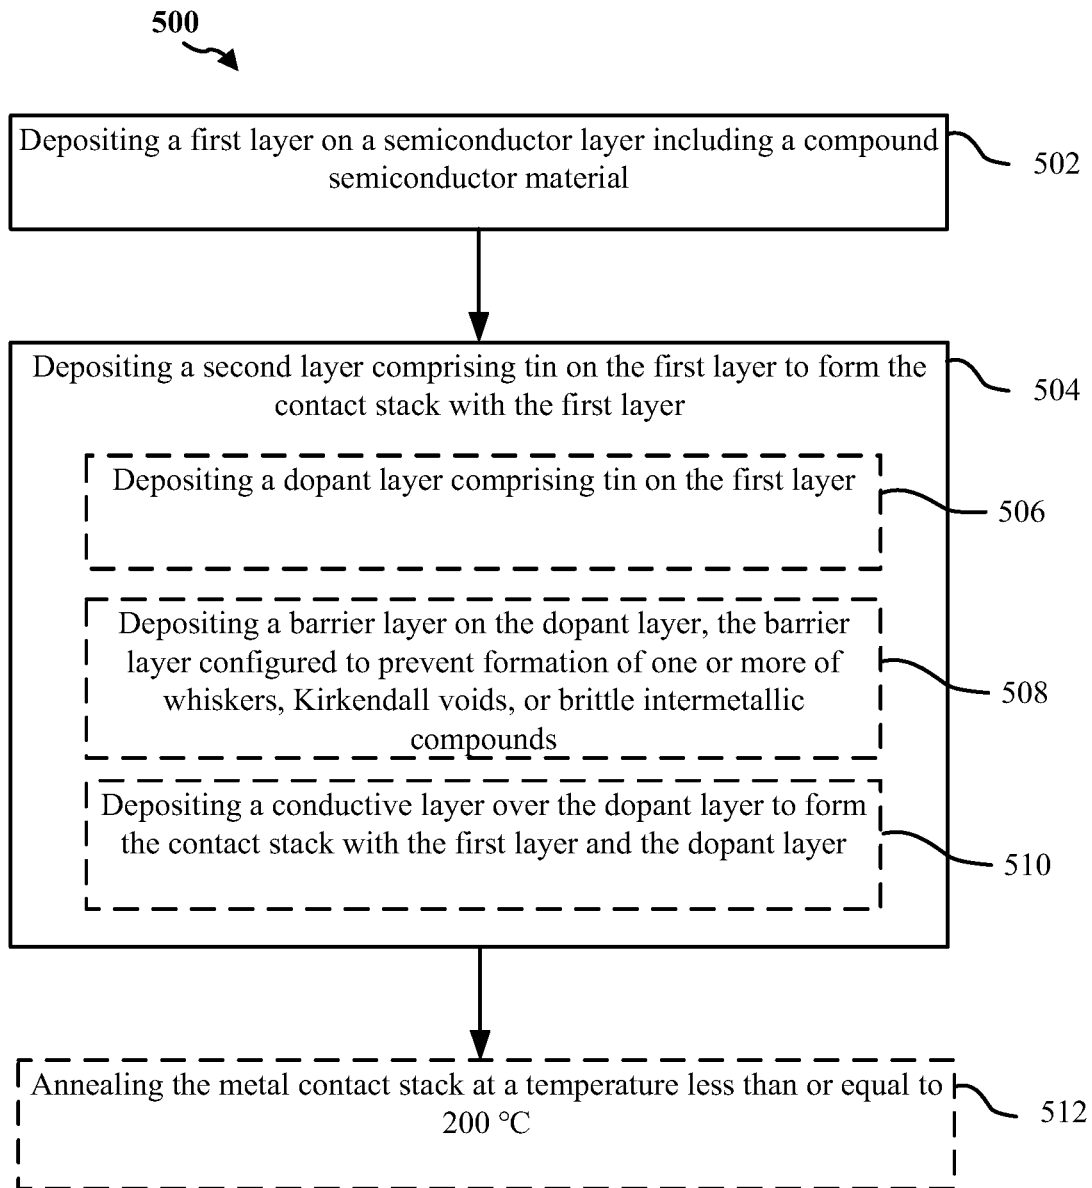 500
Depositing a first layer on a semiconductor layer including a compound
semiconductor material
502
Depositing a second layer comprising tin on the first layer to form the
contact stack with the first layer
504
Depositing a dopant layer comprising tin on the first layer
506
Depositing a barrier layer on the dopant layer, the barrier
layer configured to prevent formation of one or more of
whiskers, Kirkendall voids, or brittle intermetallic
compounds
508
Depositing a conductive layer over the dopant layer to form
the contact stack with the first layer and the dopant layer
510
Annealing the metal contact stack at a temperature less than or equal to
200 °C
512